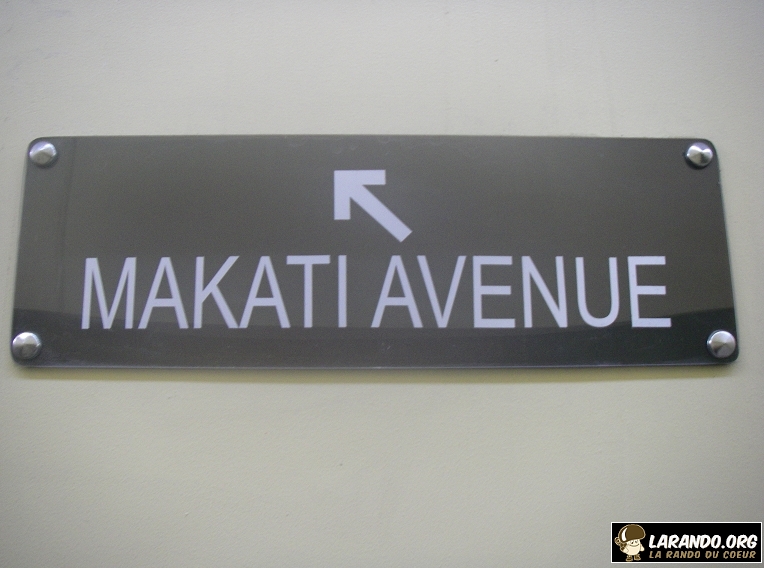 MAKATI AVENUE
LARANDO.ORG
LA RANDO DU COEUR